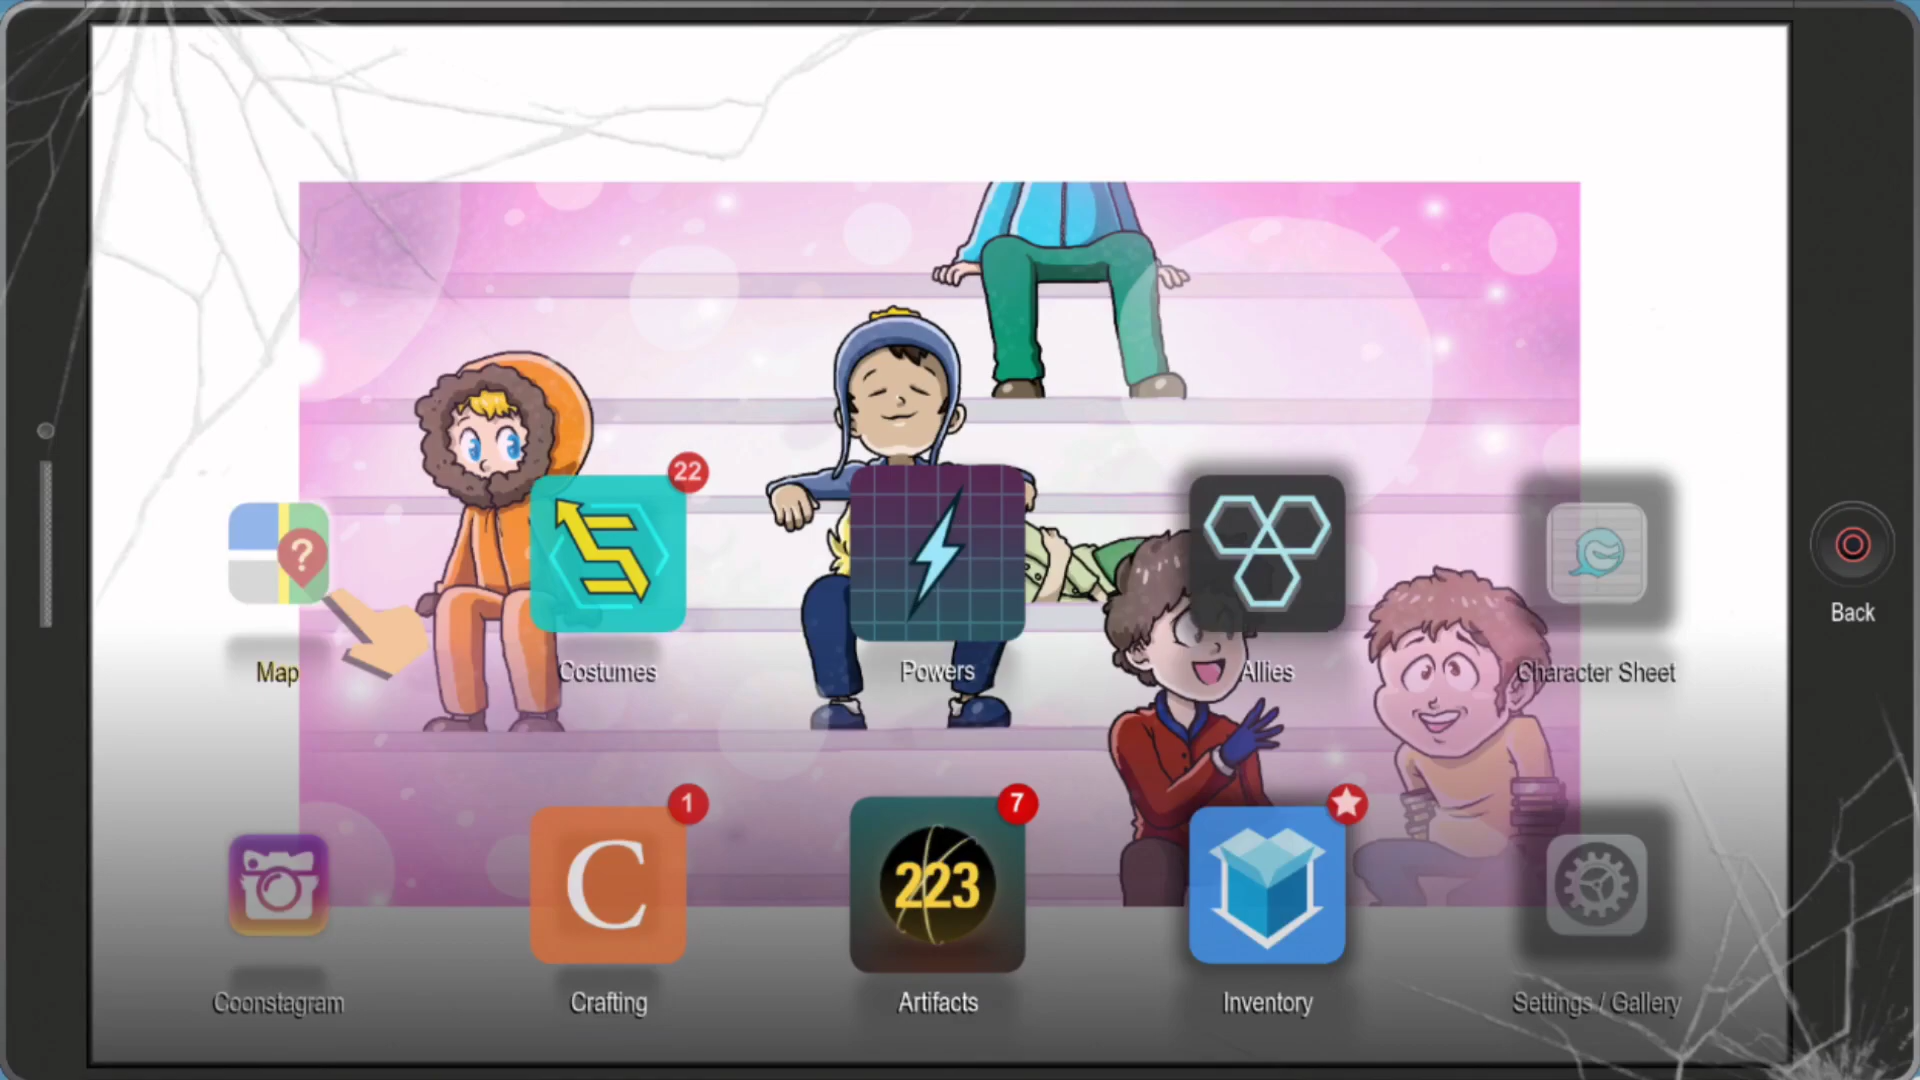 22
?
Back
Map
Costumes
Powers
Allies
Character Sheet
1
7
C
223
Coonstagram
Crafting
Artifacts
Inventory
Settings / Gallery